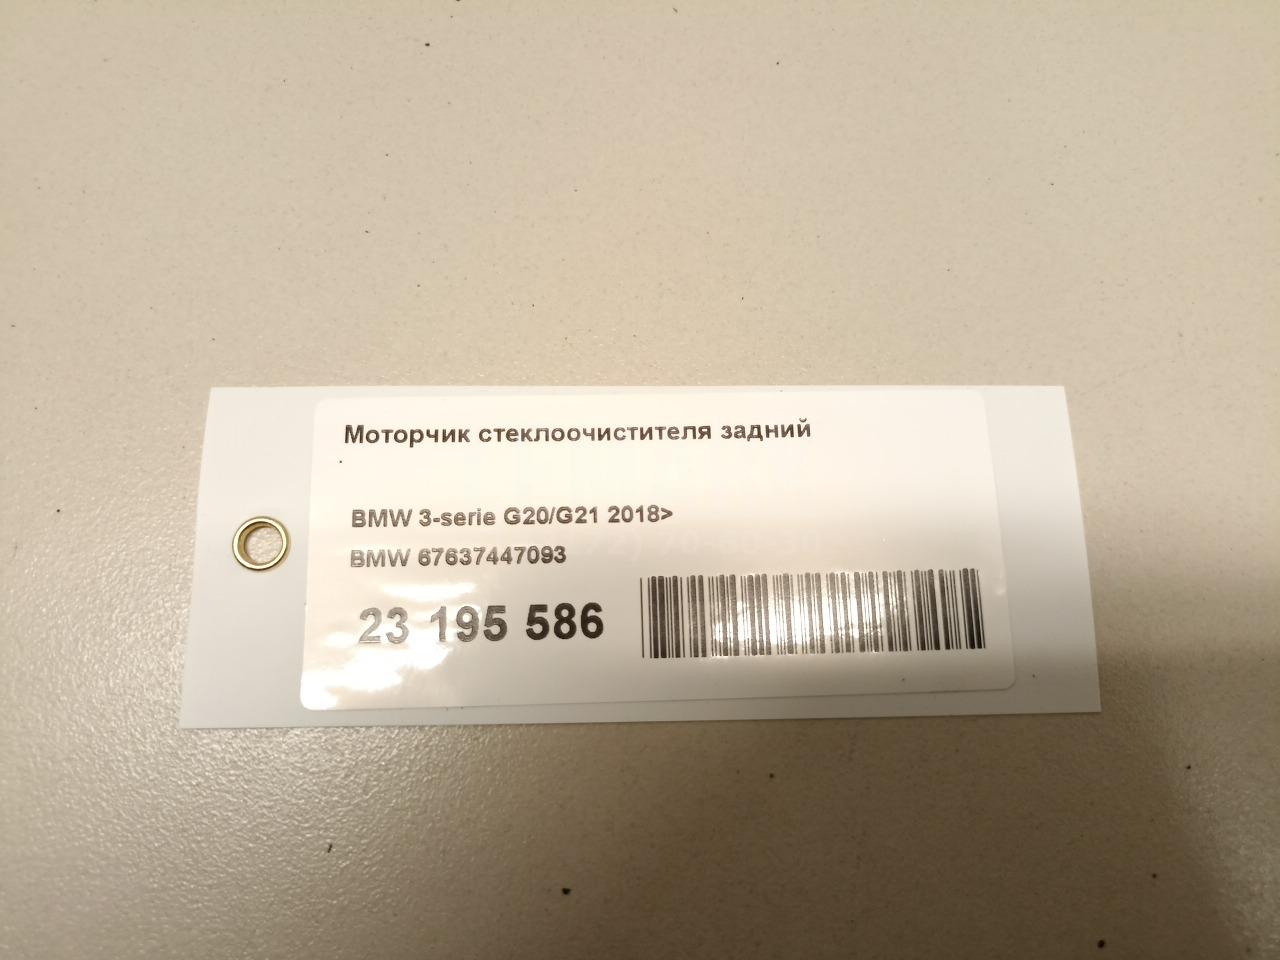 Моторчик стеклоочистителя задний
.
BMW 3-serie G20/G21 2018>
BMW 67637447093
23 195 586